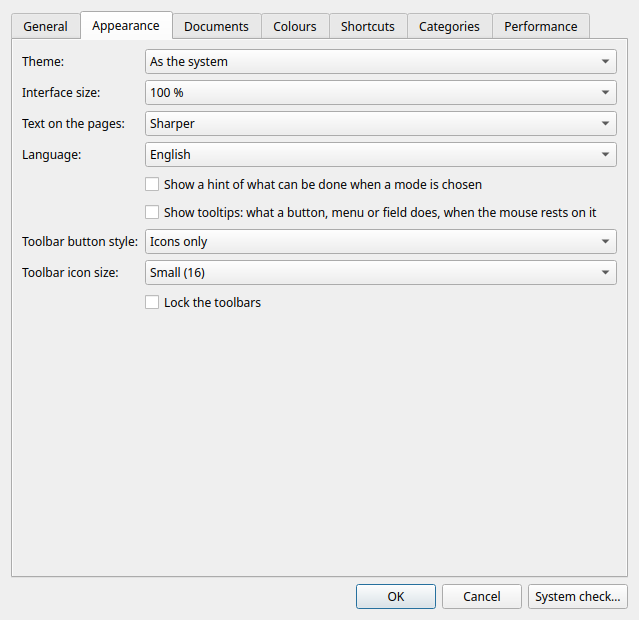 General Appearance Documents Colours Shortcuts Categories Performance
Theme: As the system
Interface size: 100 %
Text on the pages: Sharper
Language: English
Show a hint of what can be done when a mode is chosen
Show tooltips: what a button, menu or field does, when the mouse rests on it
Toolbar button style: Icons only
Toolbar icon size: Small (16)
Lock the toolbars
OK Cancel System check...